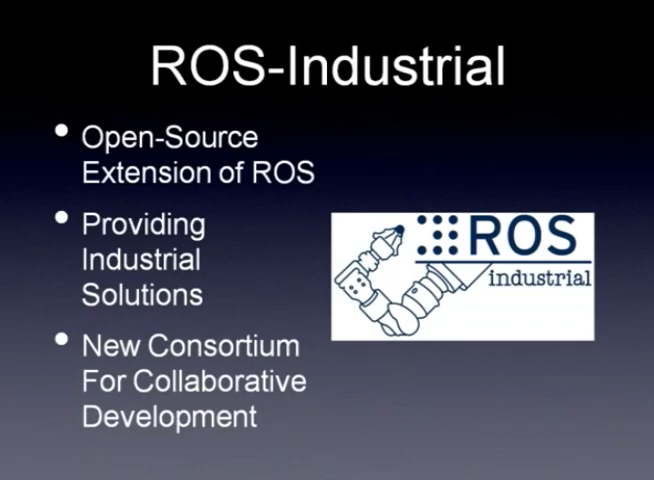 ROS-Industrial
Open-Source
Extension of ROS
Providing
Industrial
Solutions
New Consortium
For Collaborative
Development
ROS
industrial